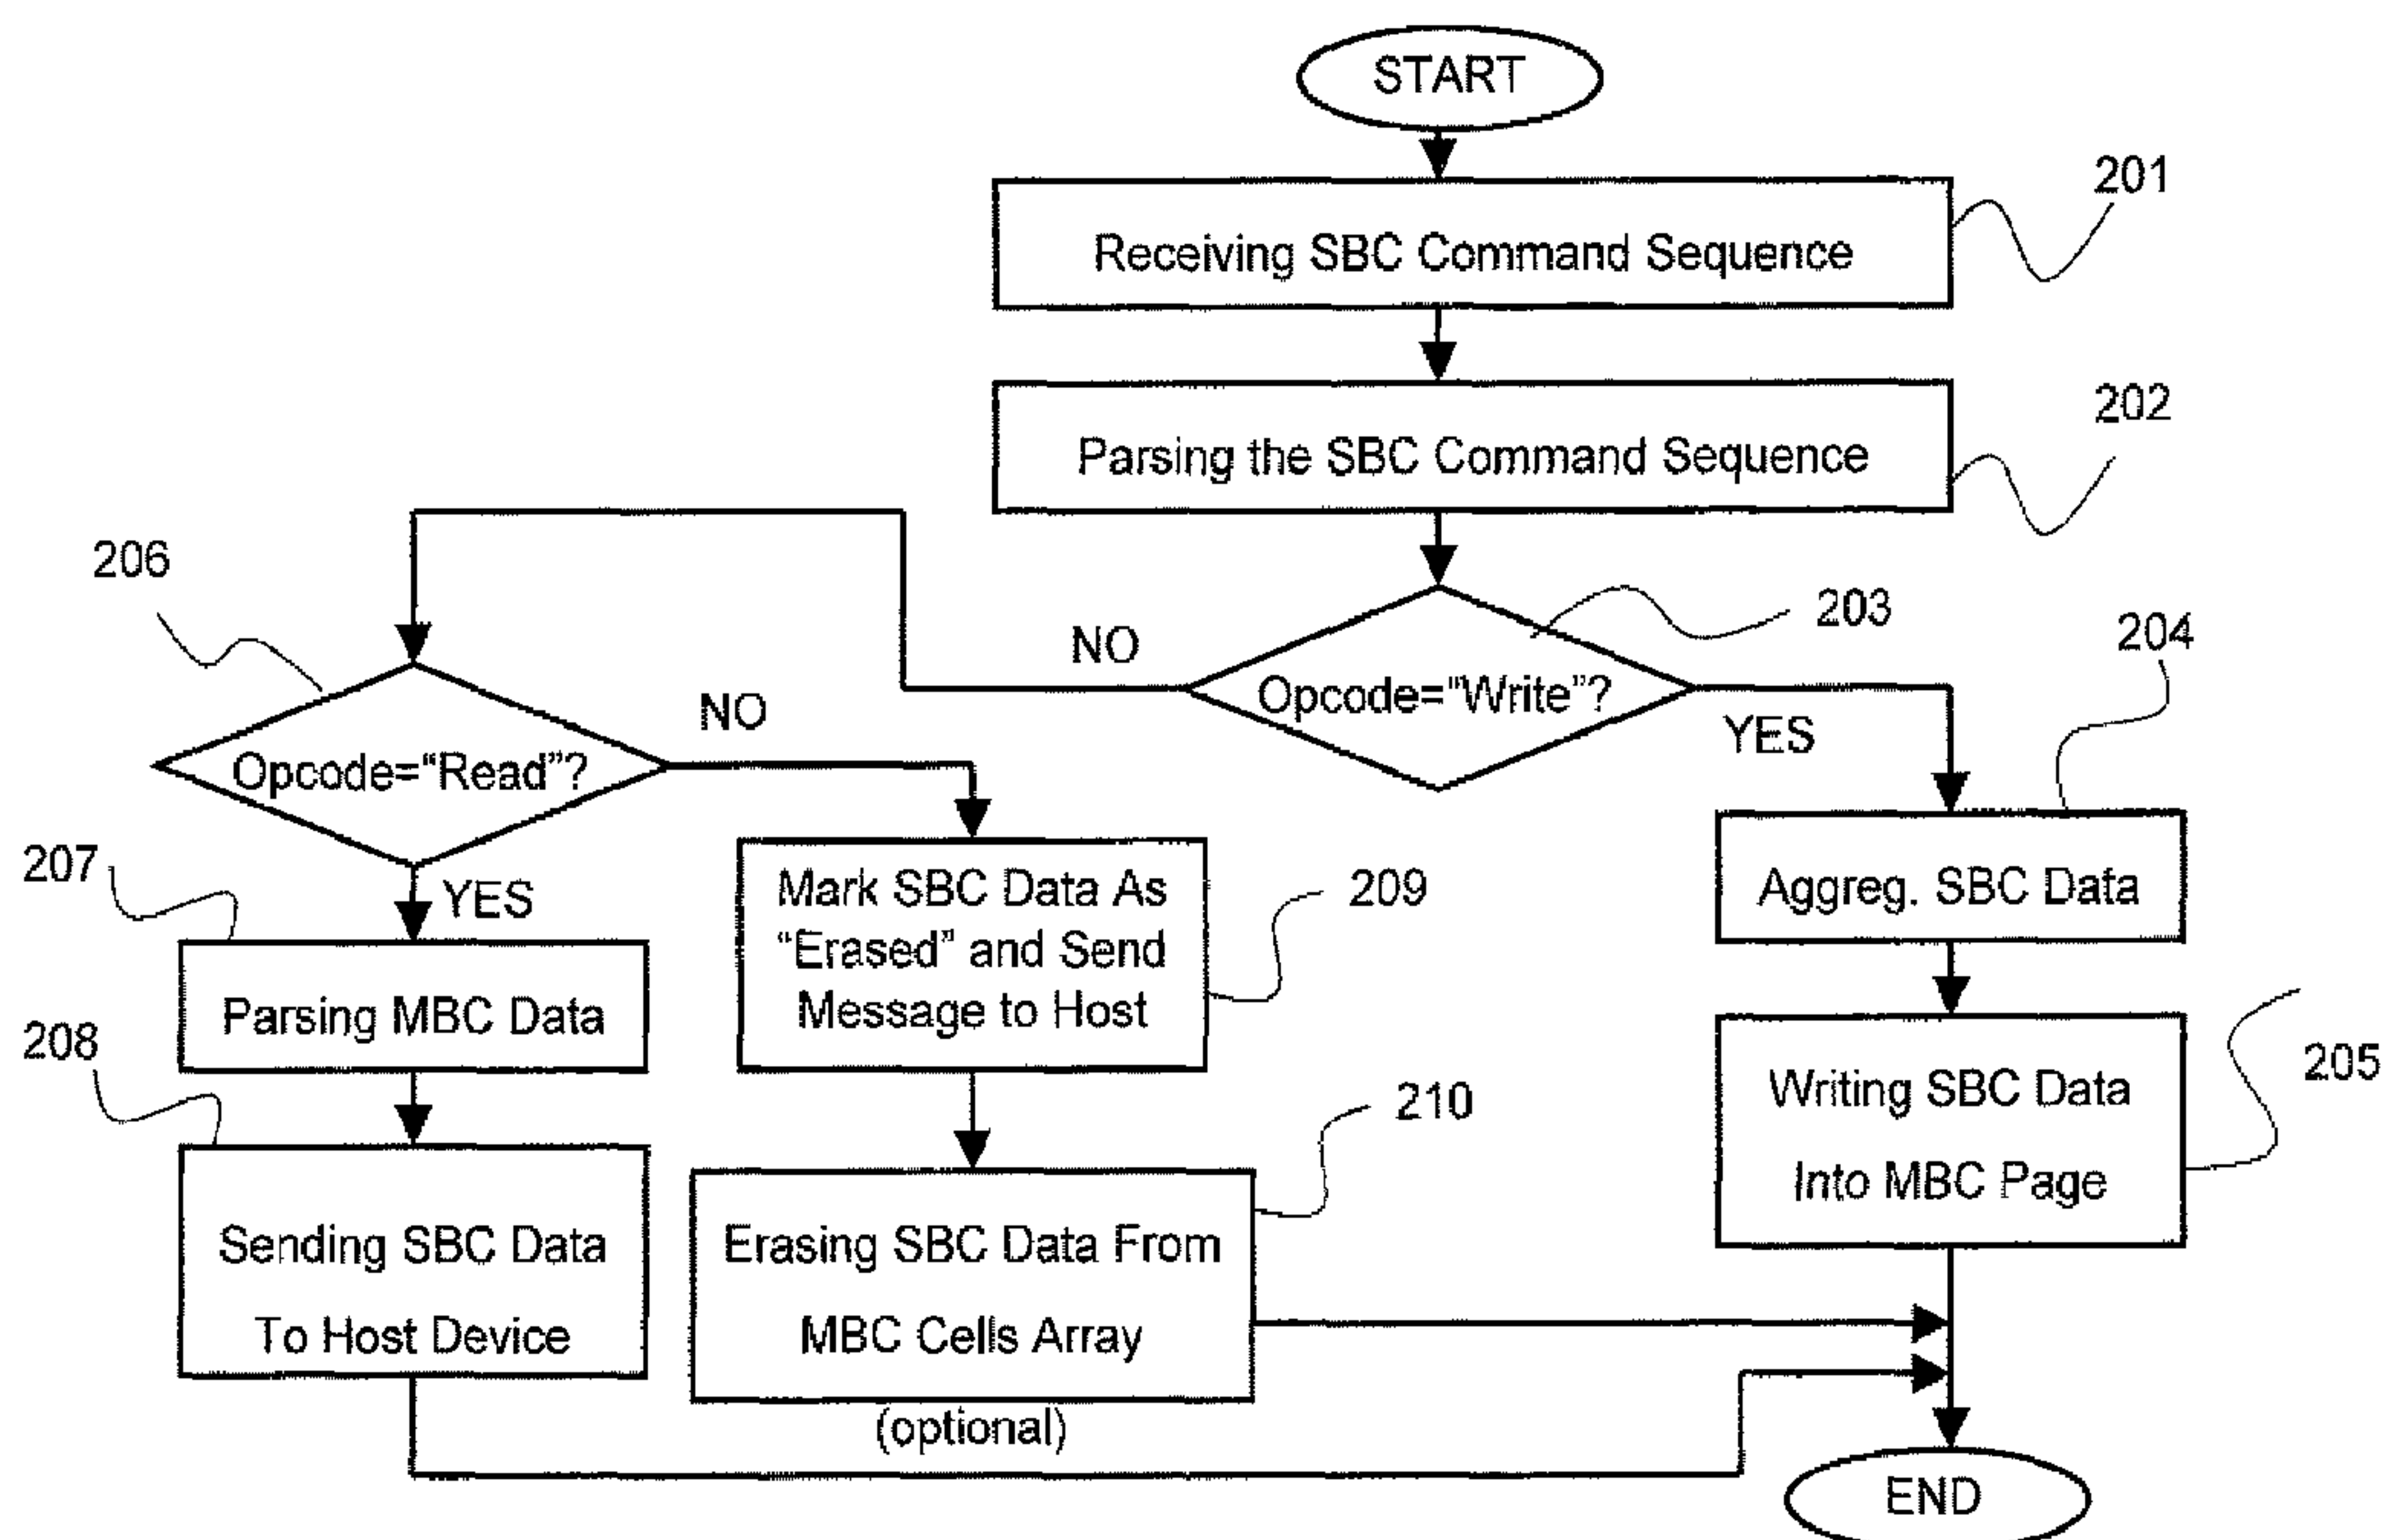 START
201
Receiving SBC Command Sequence
202
Parsing the SBC Command Sequence
206
203
204
NO
Opcode="Write"?
YES
NO
Opcode="Read"?
207
YES
Mark SBC Data As
"Erased" and Send
Message to Host
209
Aggreg. SBC Data
Parsing MBC Data
208
205
Writing SBC Data
Into MBC Page
210
Sending SBC Data
To Host Device
Erasing SBC Data From
MBC Cells Array
(optional)
END